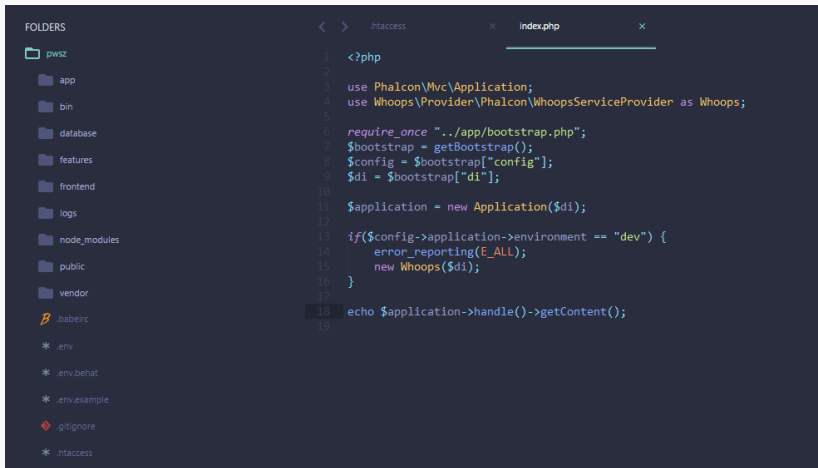 FOLDERS
pwsz
app
bin
database
features
frontend
logs
node_modules
public
vendor
.babelrc
.env
.env.behat
.env.example
.gitignore
.htaccess
.htaccess
index.php
1 <?php
2
3 use Phalcon\Mvc\Application;
4 use Whoops\Provider\Phalcon\WhoopsServiceProvider as Whoops;
5
6 require_once "../app/bootstrap.php";
7 $bootstrap = getBootstrap();
8 $config = $bootstrap["config"];
9 $di = $bootstrap["di"];
10
11 $application = new Application($di);
12
13 if($config->application->environment == "dev") {
14 error_reporting(E_ALL);
15 new Whoops($di);
16 }
17
18 echo $application->handle()->getContent();
19